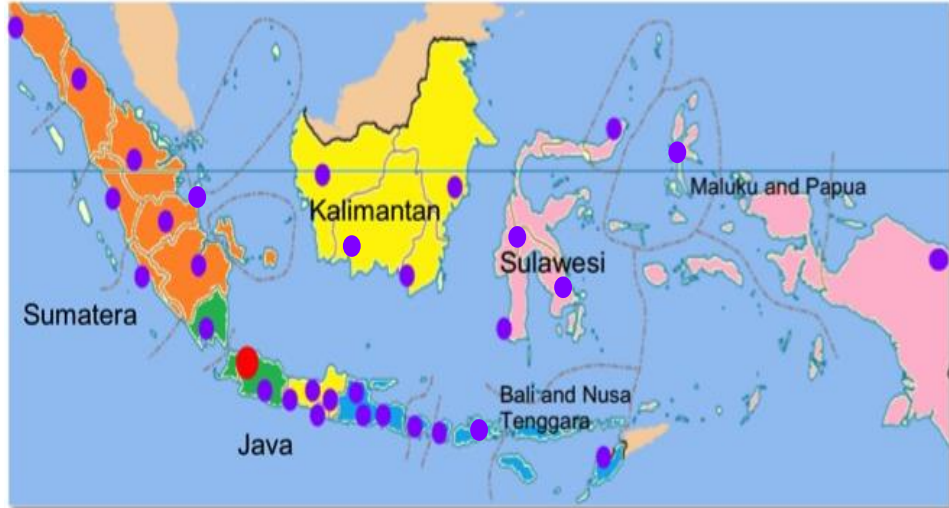 Maluku and Papua
Kalimantan
Sulawesi
Sumatera
Bali and Nusa
Tenggara
Java